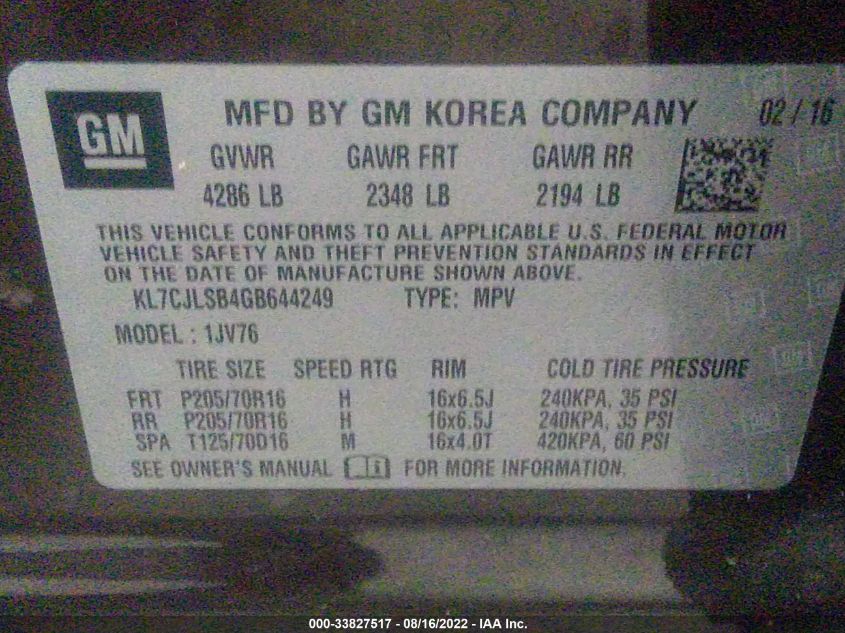 GM
MFD BY GM KOREA COMPANY 02/16
GVWR GAWR FRT GAWR RR
4286 LB 2348 LB 2194 LB
THIS VEHICLE CONFORMS TO ALL APPLICABLE U.S. FEDERAL MOTOR
VEHICLE SAFETY AND THEFT PREVENTION STANDARDS IN EFFECT
ON THE DATE OF MANUFACTURE SHOWN ABOVE.
KL7CJLSB4GB644249 TYPE: MPV
MODEL : 1JV76
TIRE SIZE SPEED RTG RIM COLD TIRE PRESSURE
FRT P205/70R16 H 16x6.5J 240KPA, 35 PSI
RR P205/70R16 H 16x6.5J 240KPA, 35 PSI
SPA T125/70D16 M 16x4.0T 420KPA, 60 PSI
SEE OWNER'S MANUAL FOR MORE INFORMATION.
000-33827517 - 08/16/2022 - IAA Inc.